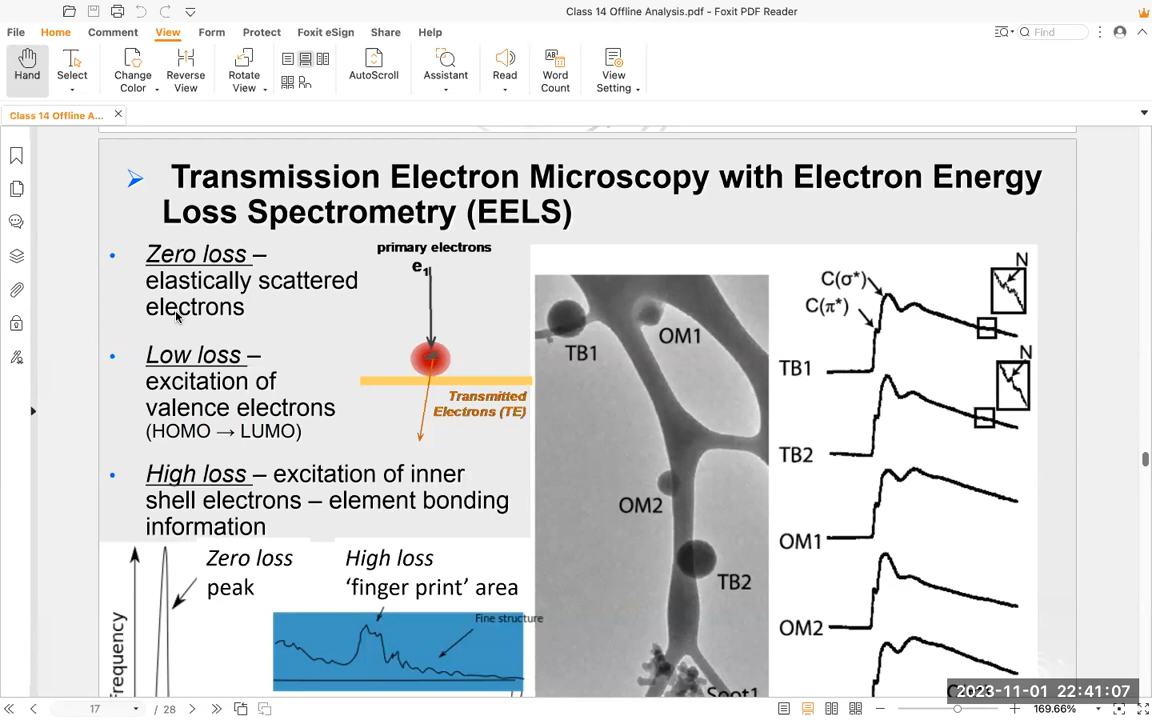 Class 14 Offline Analysis.pdf - Foxit PDF Reader
File Home Comment View Form Protect Foxit eSign Share Help Find
Hand Select Change Color Reverse View Rotate View AutoScroll Assistant Read Word Count View Setting
Class 14 Offline A...
Transmission Electron Microscopy with Electron Energy
Loss Spectrometry (EELS)
Zero loss –
elastically scattered
electrons
Low loss –
excitation of
valence electrons
(HOMO → LUMO)
High loss – excitation of inner
shell electrons – element bonding
information
primary electrons
e1
Transmitted
Electrons (TE)
Zero loss
peak
High loss
‘finger print’ area
Fine structure
Frequency
TB1
OM1
OM2
TB2
Soot1
C(σ*)
C(π*)
N
TB1
N
TB2
OM1
OM2
2023-11-01 22:41:07
17 / 28
169.66%